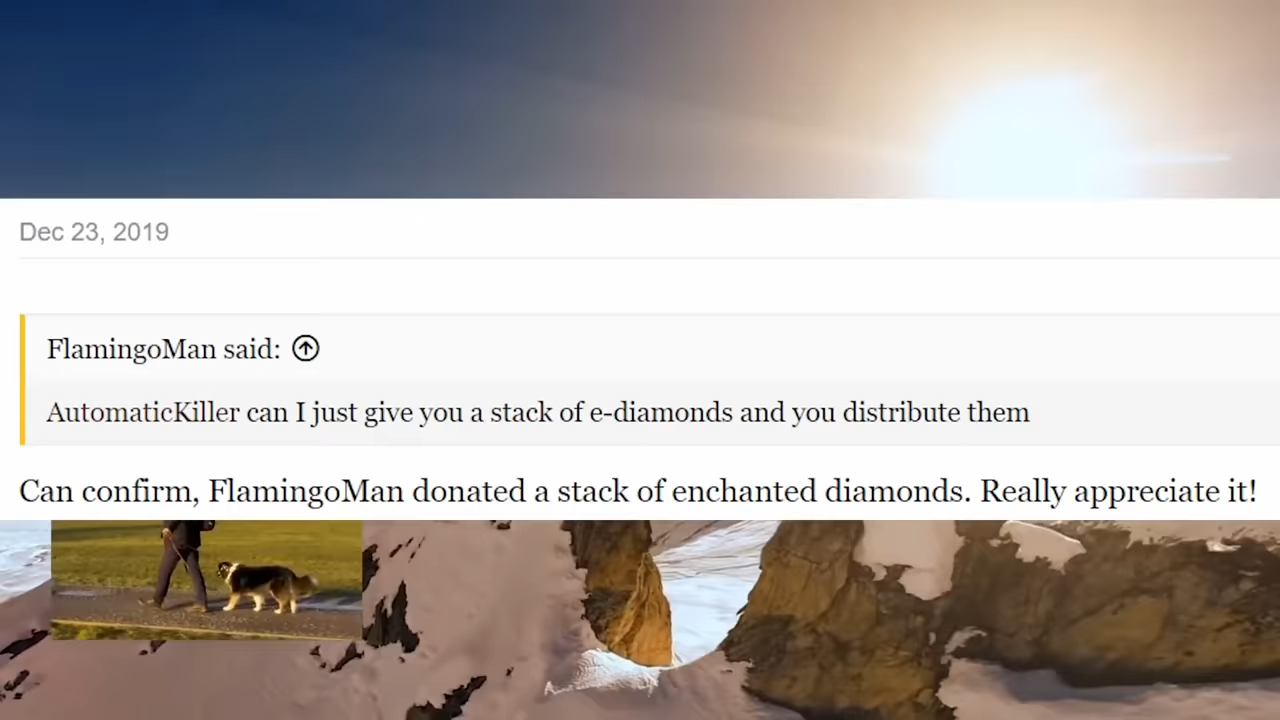 Dec 23, 2019
FlamingoMan said:
AutomaticKiller can I just give you a stack of e-diamonds and you distribute them
Can confirm, FlamingoMan donated a stack of enchanted diamonds. Really appreciate it!